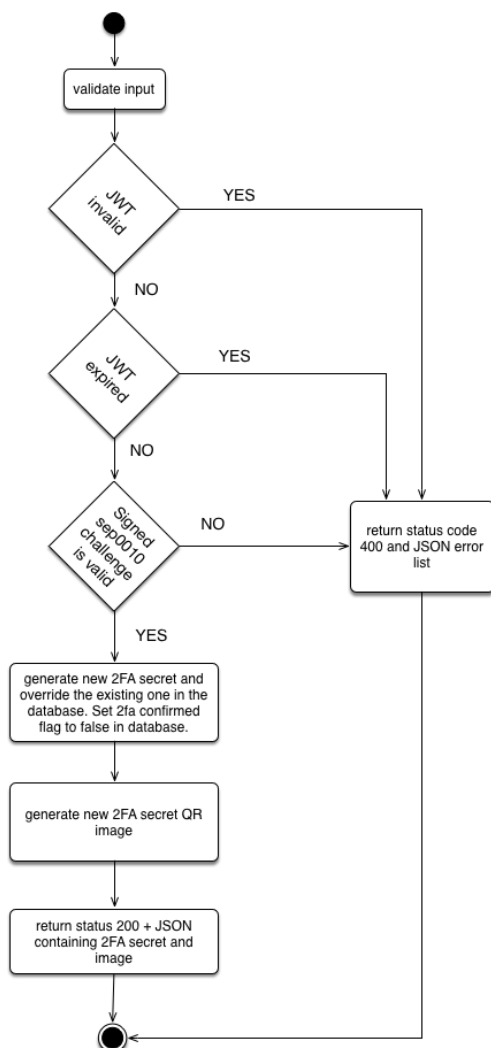 validate input
JWT
invalid
YES
NO
JWT
expired
YES
NO
Signed
sep0010
challenge
is valid
NO
return status code
400 and JSON error
list
YES
generate new 2FA secret and
override the existing one in the
database. Set 2fa confirmed
flag to false in database.
generate new 2FA secret QR
image
return status 200 + JSON
containing 2FA secret and
image